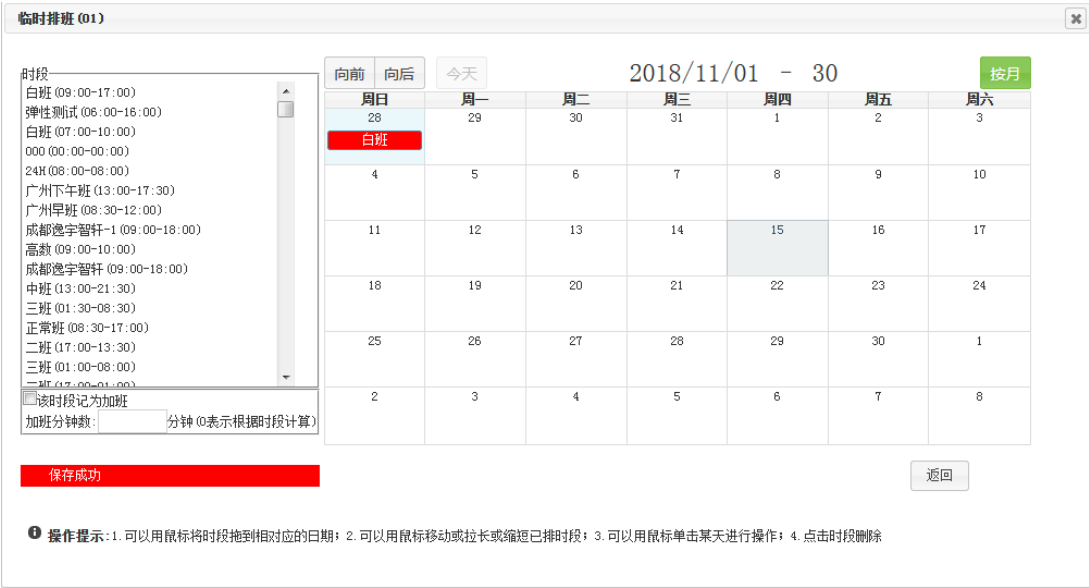 临时排班(01)
时段
白班(09:00-17:00)
弹性测试(06:00-16:00)
白班(07:00-10:00)
000(00:00-00:00)
24H(08:00-08:00)
广州下午班(13:00-17:30)
广州早班(08:30-12:00)
成都逸宇智轩-1(09:00-18:00)
高数(09:00-10:00)
成都逸宇智轩(09:00-18:00)
中班(13:00-21:30)
三班(01:30-08:30)
正常班(08:30-17:00)
二班(17:00-13:30)
三班(01:00-08:00)
二班(17:00-01:00)
该时段记为加班
加班分钟数: 分钟(0表示根据时段计算)
保存成功
向前 向后 今天 2018/11/01 - 30 按月
周日 周一 周二 周三 周四 周五 周六
28 29 30 31 1 2 3
白班
4 5 6 7 8 9 10
11 12 13 14 15 16 17
18 19 20 21 22 23 24
25 26 27 28 29 30 1
2 3 4 5 6 7 8
返回
操作提示:1.可以用鼠标将时段拖到相对应的日期；2.可以用鼠标移动或拉长或缩短已排时段；3.可以用鼠标单击某天进行操作；4.点击时段删除